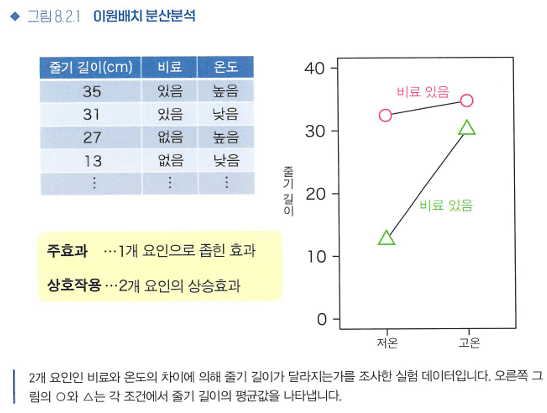 ◆ 그림 8.2.1 이원배치 분산분석
줄기 길이(cm) 비료 온도
35 있음 높음
31 있음 낮음
27 없음 높음
13 없음 낮음
⋮ ⋮ ⋮
주효과 …1개 요인으로 좁힌 효과
상호작용 …2개 요인의 상승효과
40
30
20
10
0
줄기 길이
비료 있음
비료 있음
저온 고온
2개 요인인 비료와 온도의 차이에 의해 줄기 길이가 달라지는가를 조사한 실험 데이터입니다. 오른쪽 그
림의 ○와 △는 각 조건에서 줄기 길이의 평균값을 나타냅니다.